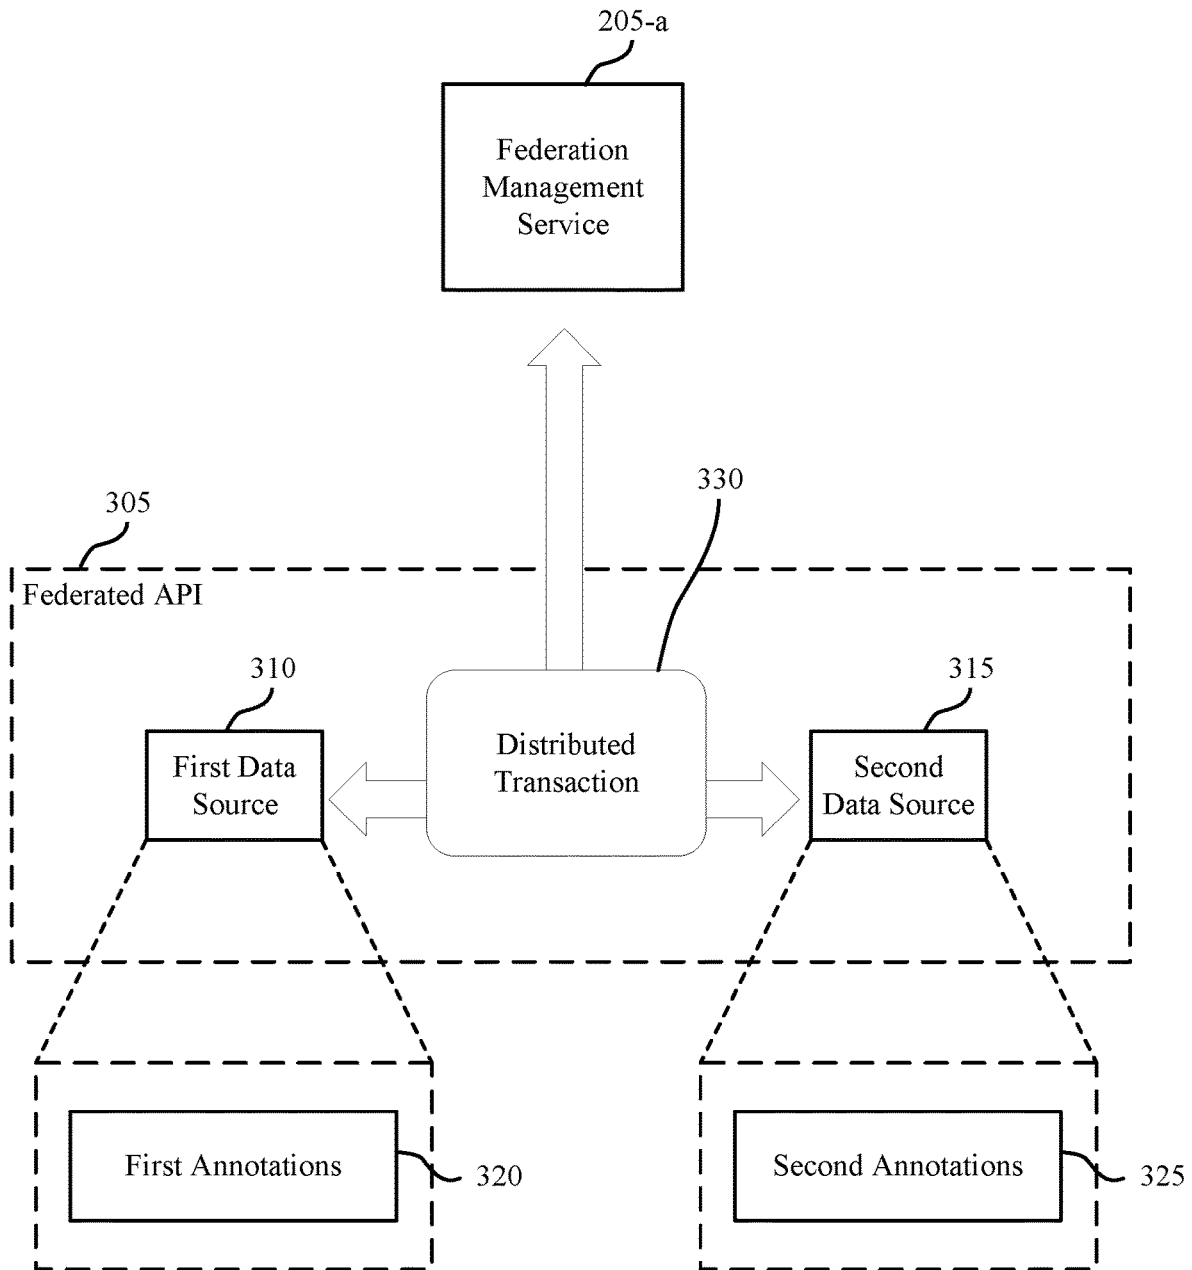 205-a
Federation
Management
Service
330
305
Federated API
310
315
First Data
Source
Distributed
Transaction
Second
Data Source
First Annotations
320
Second Annotations
325